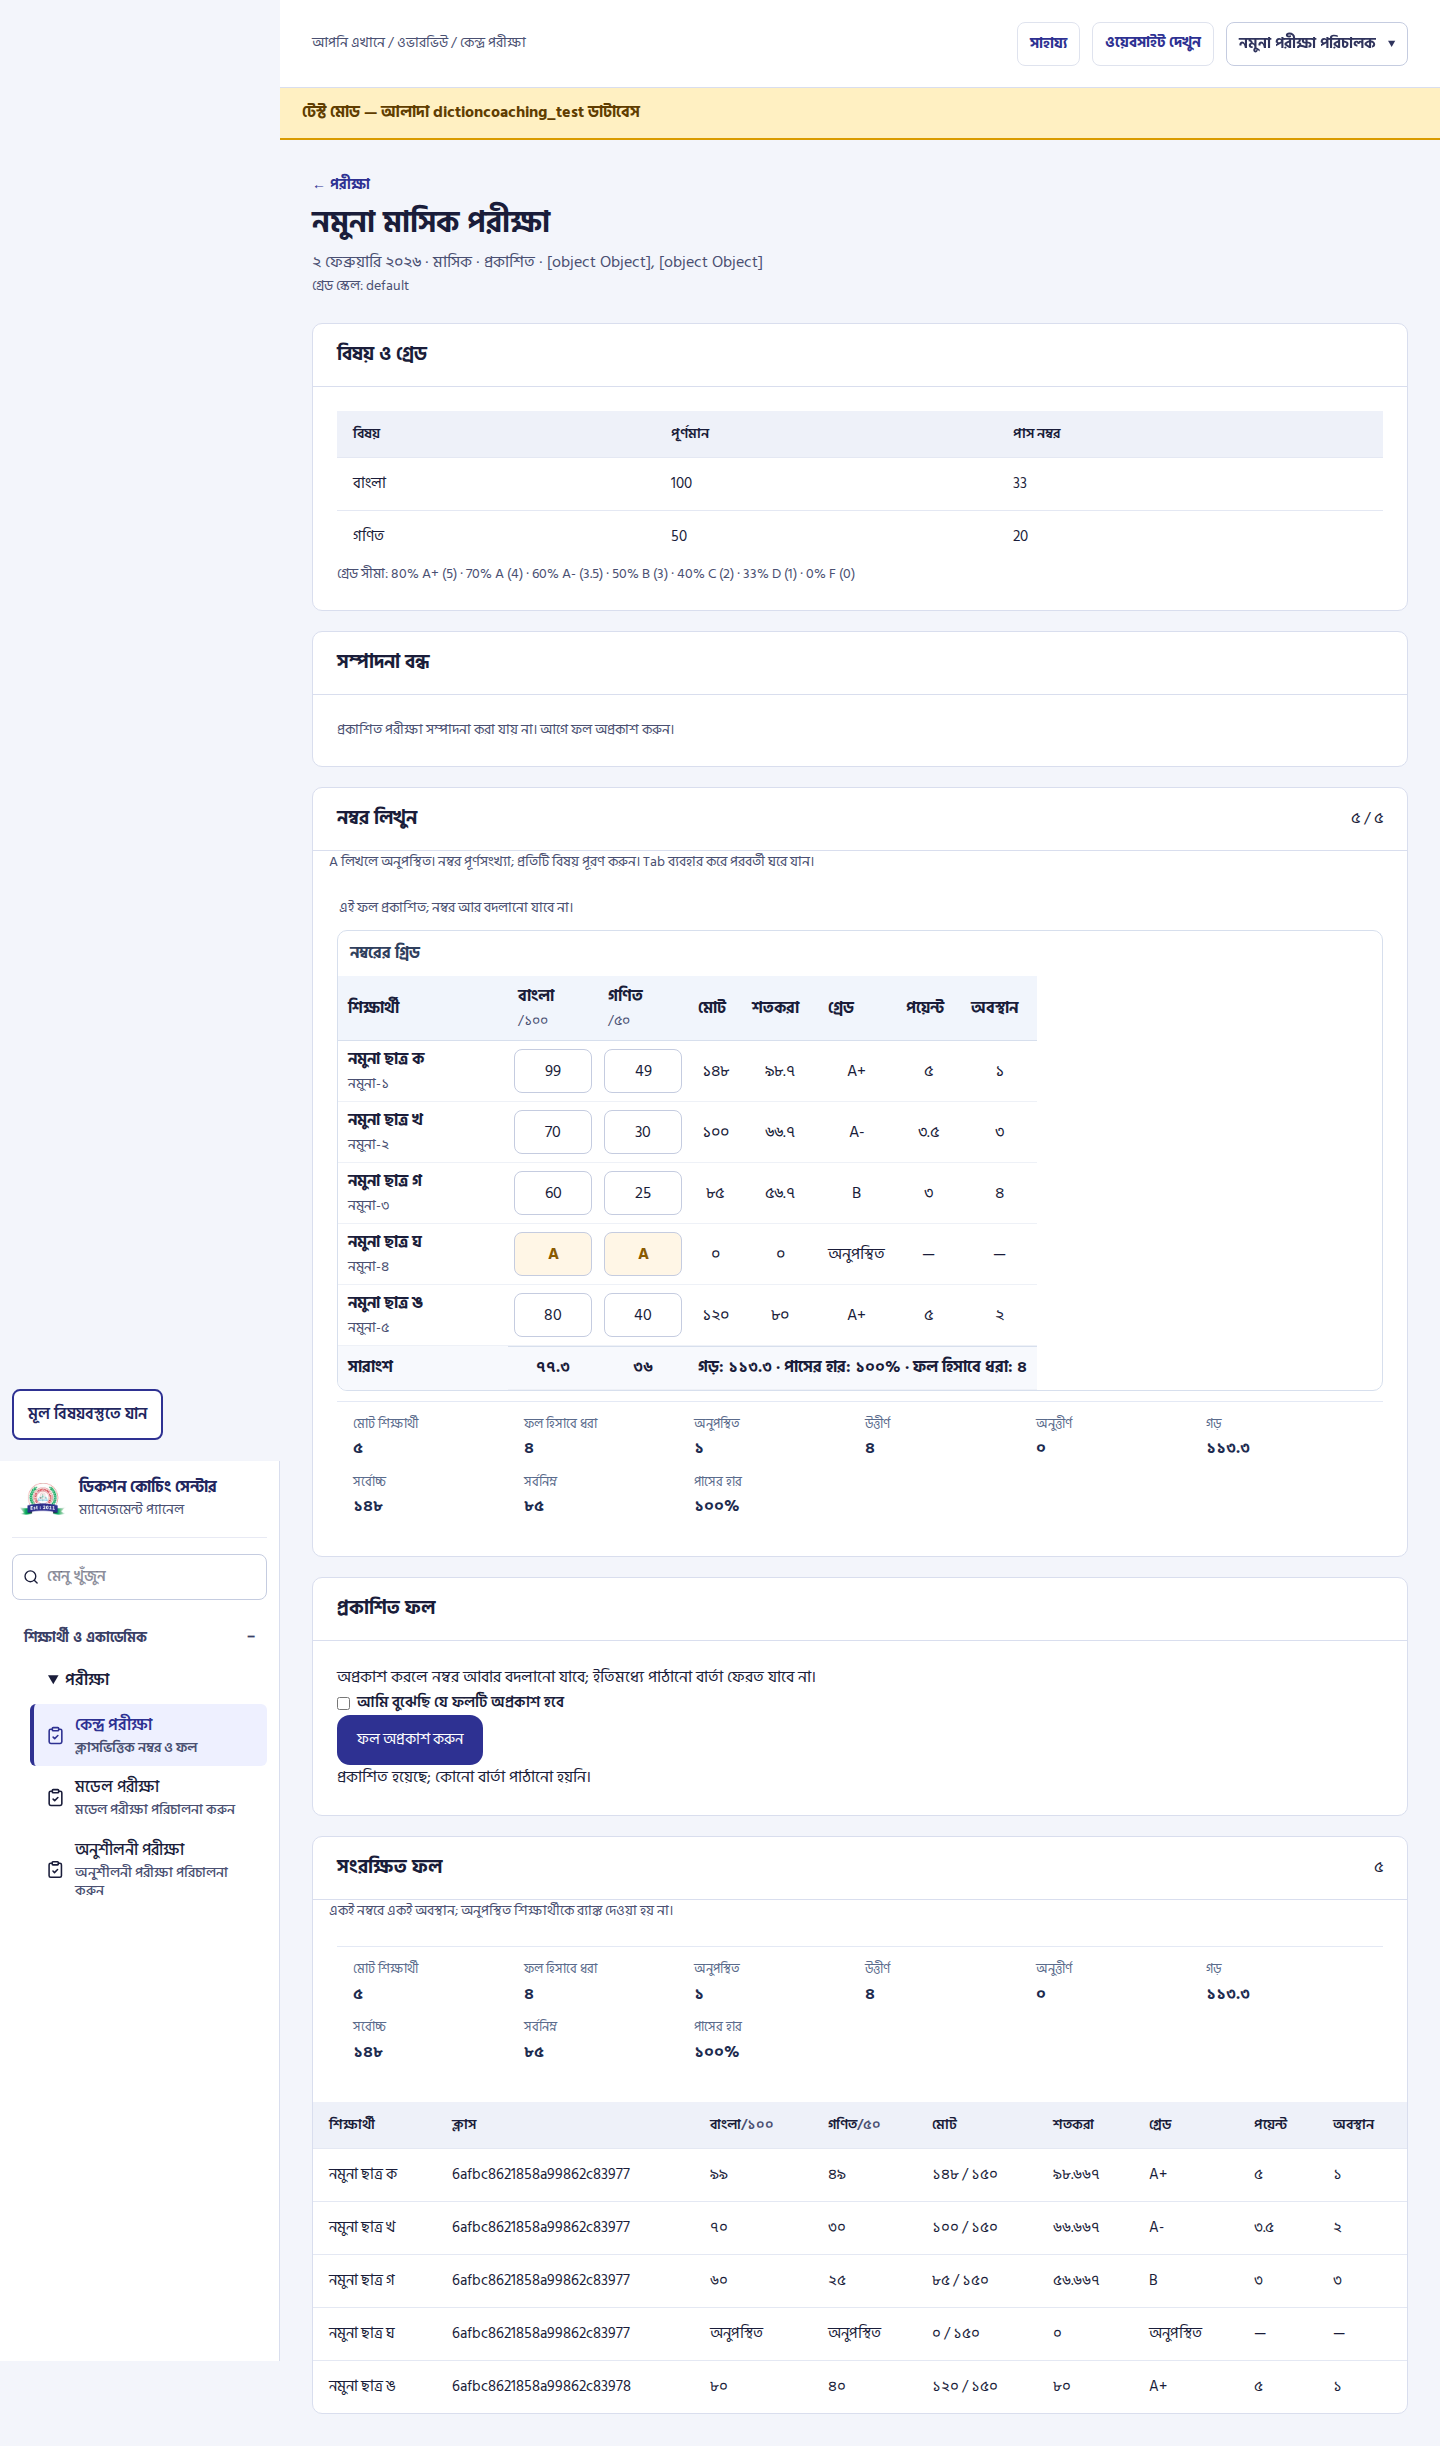 আপনি এখানে / ওভারভিউ / কেন্দ্র পরীক্ষা
সাহায্য
ওয়েবসাইট দেখুন
নমুনা পরীক্ষা পরিচালক ▾
টেস্ট মোড — আলাদা dictioncoaching_test ডাটাবেস
← পরীক্ষা
নমুনা মাসিক পরীক্ষা
২ ফেব্রুয়ারি ২০২৬ · মাসিক · প্রকাশিত · [object Object], [object Object]
গ্রেড স্কেল: default
বিষয় ও গ্রেড
বিষয় পূর্ণমান পাস নম্বর
বাংলা 100 33
গণিত 50 20
গ্রেড সীমা: 80% A+ (5) · 70% A (4) · 60% A- (3.5) · 50% B (3) · 40% C (2) · 33% D (1) · 0% F (0)
সম্পাদনা বন্ধ
প্রকাশিত পরীক্ষা সম্পাদনা করা যায় না। আগে ফল অপ্রকাশ করুন।
নম্বর লিখুন ৫ / ৫
A লিখলে অনুপস্থিত। নম্বর পূর্ণসংখ্যা; প্রতিটি বিষয় পূরণ করুন। Tab ব্যবহার করে পরবর্তী ঘরে যান।
এই ফল প্রকাশিত; নম্বর আর বদলানো যাবে না।
নম্বরের গ্রিড
শিক্ষার্থী বাংলা /১০০ গণিত /৫০ মোট শতকরা গ্রেড পয়েন্ট অবস্থান
নমুনা ছাত্র ক 99 49 ১৪৮ ৯৮.৭ A+ ৫ ১
নমুনা-১
নমুনা ছাত্র খ 70 30 ১০০ ৬৬.৭ A- ৩.৫ ৩
নমুনা-২
নমুনা ছাত্র গ 60 25 ৮৫ ৫৬.৭ B ৩ ৪
নমুনা-৩
নমুনা ছাত্র ঘ A A ০ ০ অনুপস্থিত — —
নমুনা-৪
নমুনা ছাত্র ঙ 80 40 ১২০ ৮০ A+ ৫ ২
নমুনা-৫
সারাংশ ৭৭.৩ ৩৬ গড়: ১১৩.৩ · পাসের হার: ১০০% · ফল হিসাবে ধরা: ৪
মোট শিক্ষার্থী ফল হিসাবে ধরা অনুপস্থিত উত্তীর্ণ অনুত্তীর্ণ গড়
৫ ৪ ১ ৪ ০ ১১৩.৩
সর্বোচ্চ সর্বনিম্ন পাসের হার
১৪৮ ৮৫ ১০০%
মূল বিষয়বস্তুতে যান
ডিকশন কোচিং সেন্টার
ম্যানেজমেন্ট প্যানেল
Est : 2011
মেনু খুঁজুন
শিক্ষার্থী ও একাডেমিক −
▼ পরীক্ষা
কেন্দ্র পরীক্ষা
ক্লাসভিত্তিক নম্বর ও ফল
মডেল পরীক্ষা
মডেল পরীক্ষা পরিচালনা করুন
অনুশীলনী পরীক্ষা
অনুশীলনী পরীক্ষা পরিচালনা
করুন
প্রকাশিত ফল
অপ্রকাশ করলে নম্বর আবার বদলানো যাবে; ইতিমধ্যে পাঠানো বার্তা ফেরত যাবে না।
আমি বুঝেছি যে ফলটি অপ্রকাশ হবে
ফল অপ্রকাশ করুন
প্রকাশিত হয়েছে; কোনো বার্তা পাঠানো হয়নি।
সংরক্ষিত ফল ৫
একই নম্বরে একই অবস্থান; অনুপস্থিত শিক্ষার্থীকে র‍্যাঙ্ক দেওয়া হয় না।
মোট শিক্ষার্থী ফল হিসাবে ধরা অনুপস্থিত উত্তীর্ণ অনুত্তীর্ণ গড়
৫ ৪ ১ ৪ ০ ১১৩.৩
সর্বোচ্চ সর্বনিম্ন পাসের হার
১৪৮ ৮৫ ১০০%
শিক্ষার্থী ক্লাস বাংলা/১০০ গণিত/৫০ মোট শতকরা গ্রেড পয়েন্ট অবস্থান
নমুনা ছাত্র ক 6afbc8621858a99862c83977 ৯৯ ৪৯ ১৪৮ / ১৫০ ৯৮.৬৬৭ A+ ৫ ১
নমুনা ছাত্র খ 6afbc8621858a99862c83977 ৭০ ৩০ ১০০ / ১৫০ ৬৬.৬৬৭ A- ৩.৫ ২
নমুনা ছাত্র গ 6afbc8621858a99862c83977 ৬০ ২৫ ৮৫ / ১৫০ ৫৬.৬৬৭ B ৩ ৩
নমুনা ছাত্র ঘ 6afbc8621858a99862c83977 অনুপস্থিত অনুপস্থিত ০ / ১৫০ ০ অনুপস্থিত — —
নমুনা ছাত্র ঙ 6afbc8621858a99862c83978 ৮০ ৪০ ১২০ / ১৫০ ৮০ A+ ৫ ১